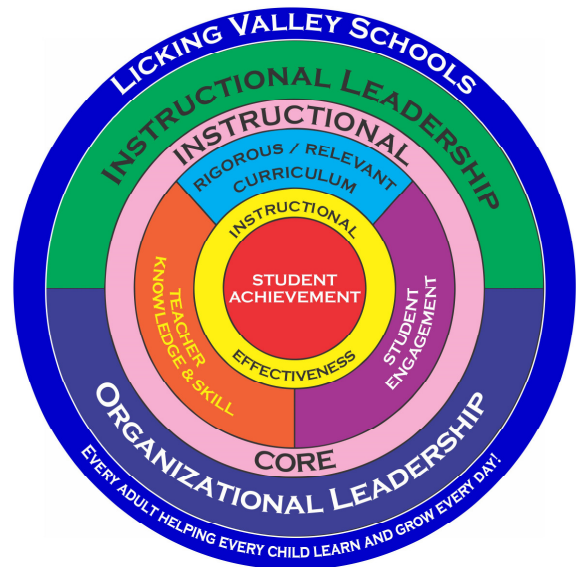 LICKING VALLEY SCHOOLS
INSTRUCTIONAL LEADERSHIP
INSTRUCTIONAL
RIGOROUS / RELEVANT
CURRICULUM
INSTRUCTIONAL
STUDENT
ACHIEVEMENT
EFFECTIVENESS
TEACHER
KNOWLEDGE & SKILL
STUDENT
ENGAGEMENT
CORE
ORGANIZATIONAL LEADERSHIP
EVERY ADULT HELPING EVERY CHILD LEARN AND GROW EVERY DAY!